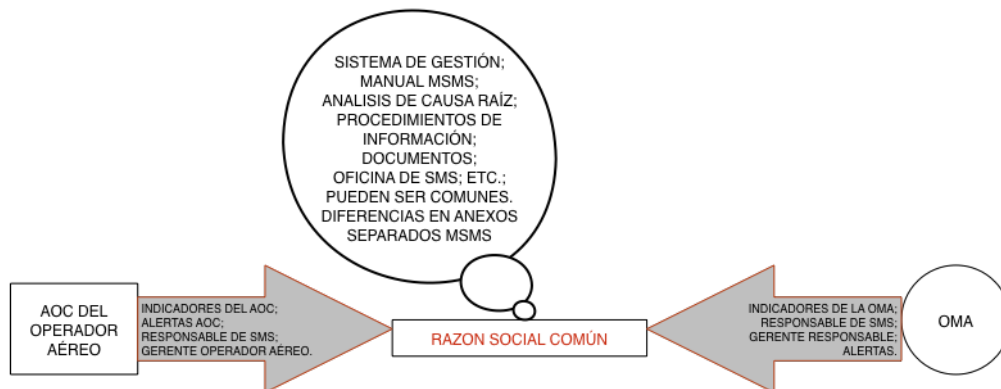 SISTEMA DE GESTIÓN;
MANUAL MSMS;
ANALISIS DE CAUSA RAÍZ;
PROCEDIMIENTOS DE
INFORMACIÓN;
DOCUMENTOS;
OFICINA DE SMS; ETC.;
PUEDEN SER COMUNES.
DIFERENCIAS EN ANEXOS
SEPARADOS MSMS
AOC DEL
OPERADOR
AÉREO
INDICADORES DEL AOC;
ALERTAS AOC;
RESPONSABLE DE SMS;
GERENTE OPERADOR AÉREO.
RAZON SOCIAL COMÚN
INDICADORES DE LA OMA;
RESPONSABLE DE SMS;
GERENTE RESPONSABLE;
ALERTAS.
OMA